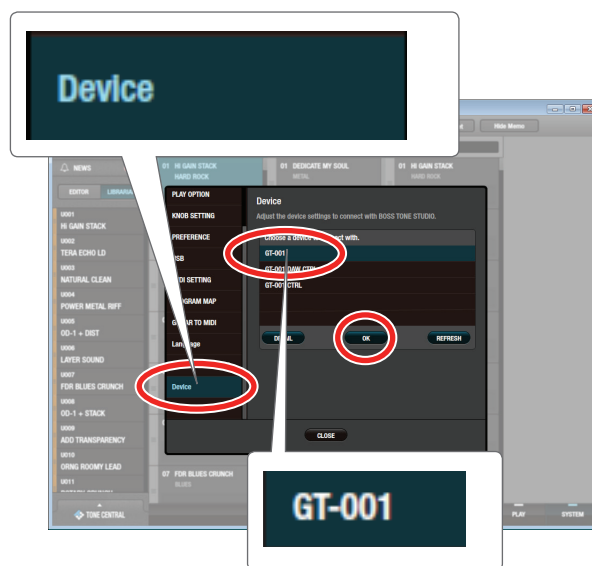 Device
Hide Memo
NEWS
01 HI GAIN STACK
HARD ROCK
01 DEDICATE MY SOUL
METAL
01 HI GAIN STACK
HARD ROCK
EDITOR
U001
HI GAIN STACK
U002
TERA ECHO LD
U003
NATURAL CLEAN
U004
POWER METAL RIFF
U005
OD-1 + DIST
U006
LAYER SOUND
U007
FDR BLUES CRUNCH
U008
OD-1 + STACK
U009
ADD TRANSPARENCY
U010
ORNG ROOMY LEAD
U011
TONE CENTRAL
PLAY OPTION
KNOB SETTING
PREFERENCE
Device
Device
Adjust the device settings to connect with BOSS TONE STUDIO.
GT-001
OK
REFRESH
CLOSE
07 FDR BLUES CRUNCH
BLUES
GT-001
PLAY
SYSTEM